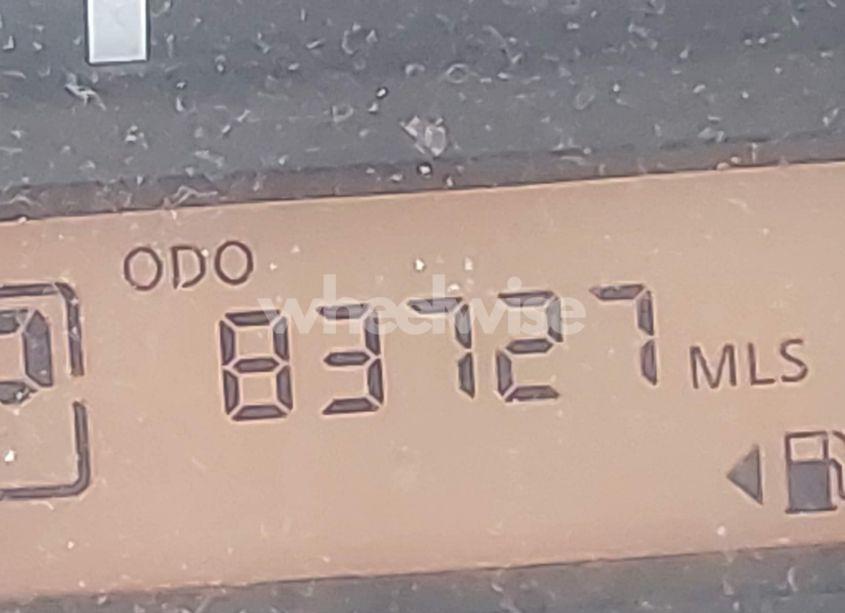 ODO
83727 MLS
P
wheelwise